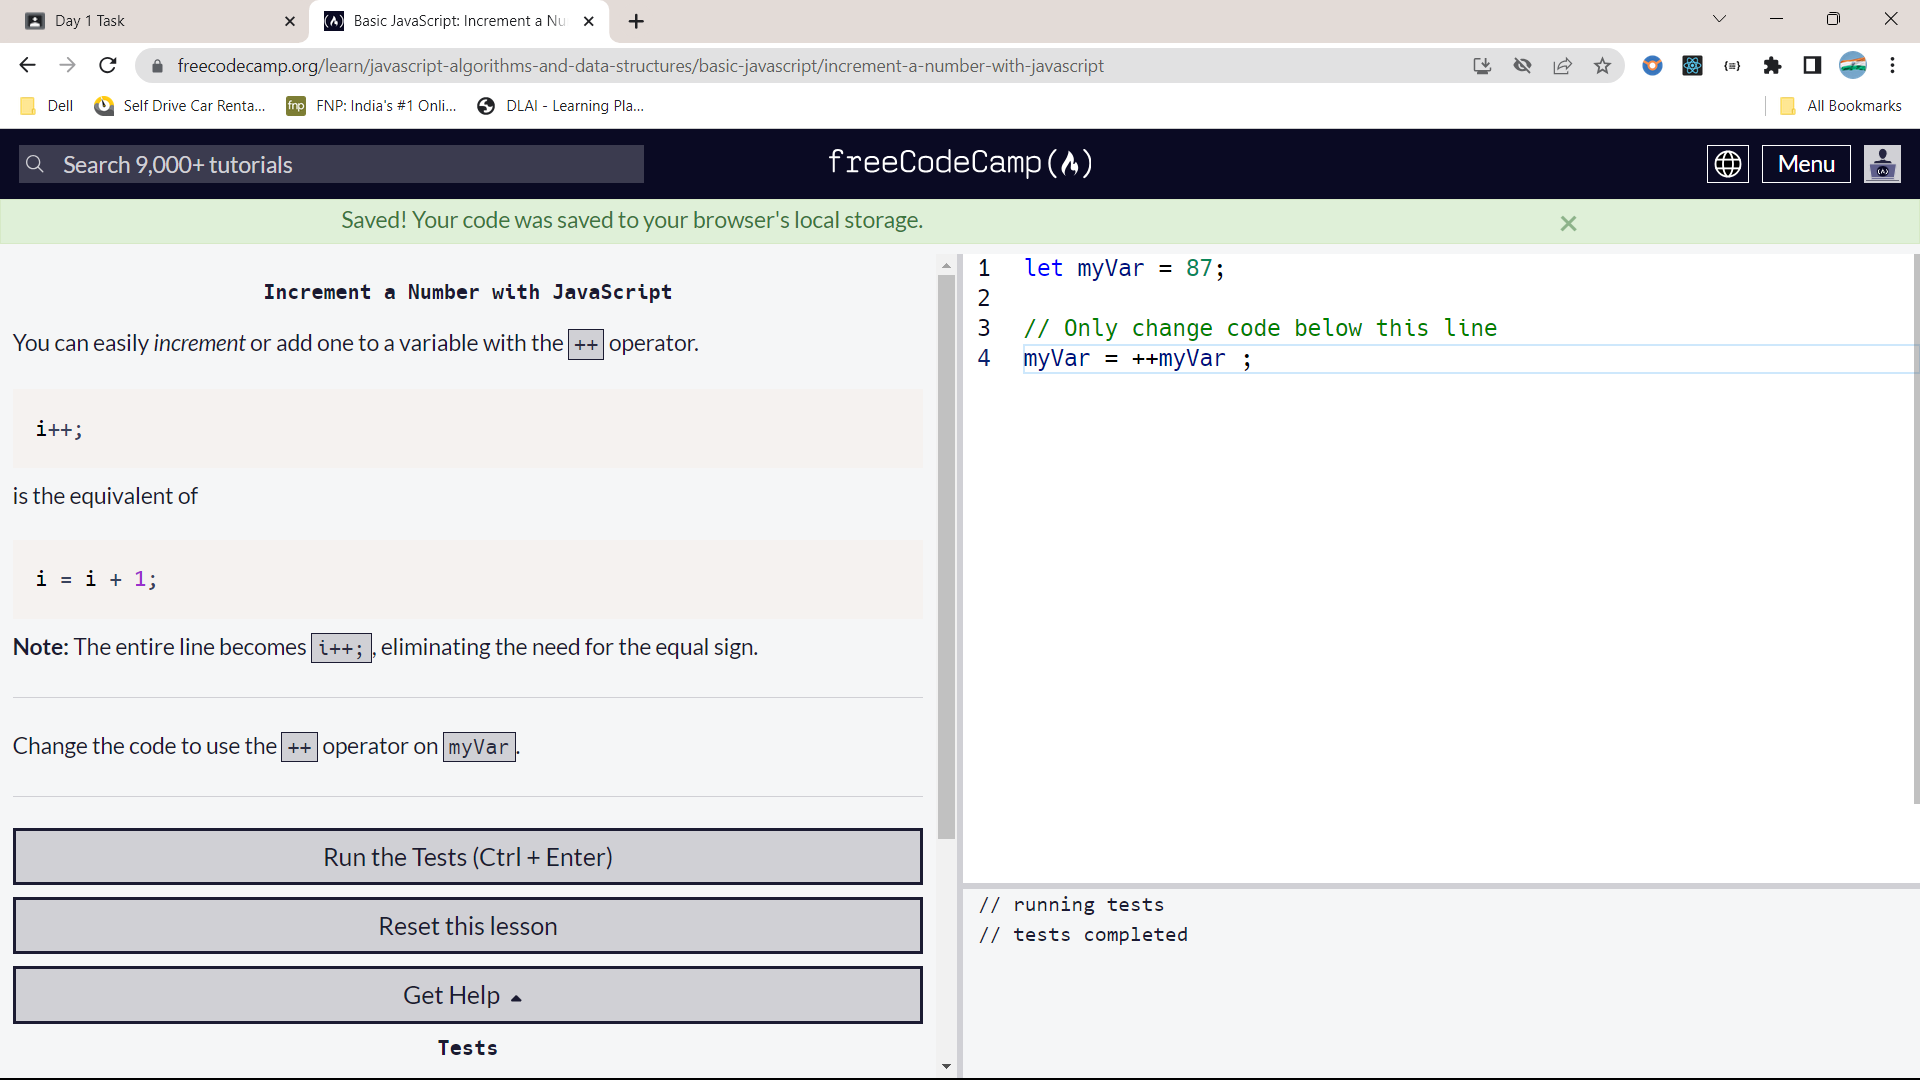 Day 1 Task
Basic JavaScript: Increment a Nu
freecodecamp.org/learn/javascript-algorithms-and-data-structures/basic-javascript/increment-a-number-with-javascript
Dell
Self Drive Car Renta...
fnp
FNP: India's #1 Onli...
DLAI - Learning Pla...
All Bookmarks
Search 9,000+ tutorials
freeCodeCamp(🔥)
Menu
Saved! Your code was saved to your browser's local storage.
Increment a Number with JavaScript
You can easily increment or add one to a variable with the ++ operator.
i++;
is the equivalent of
i = i + 1;
Note: The entire line becomes i++;, eliminating the need for the equal sign.
Change the code to use the ++ operator on myVar.
Run the Tests (Ctrl + Enter)
Reset this lesson
Get Help
Tests
1 let myVar = 87;
2
3 // Only change code below this line
4 myVar = ++myVar ;
// running tests
// tests completed